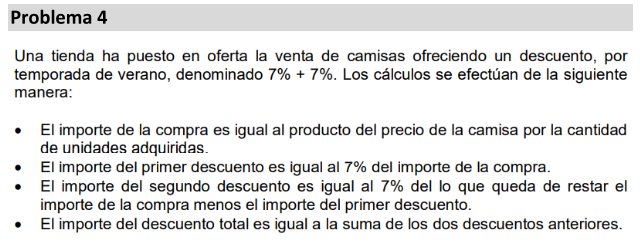 Problema 4
Una tienda ha puesto en oferta la venta de camisas ofreciendo un descuento, por
temporada de verano, denominado 7% + 7%. Los cálculos se efectúan de la siguiente
manera:
• El importe de la compra es igual al producto del precio de la camisa por la cantidad
de unidades adquiridas.
• El importe del primer descuento es igual al 7% del importe de la compra.
• El importe del segundo descuento es igual al 7% del lo que queda de restar el
importe de la compra menos el importe del primer descuento.
• El importe del descuento total es igual a la suma de los dos descuentos anteriores.